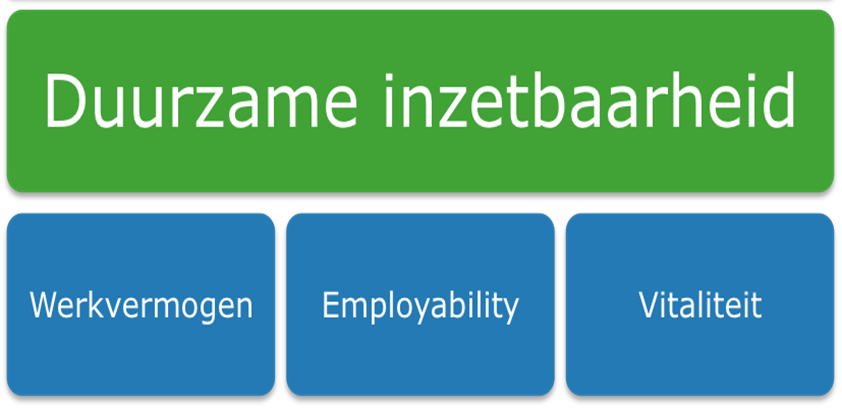 Duurzame inzetbaarheid
Werkvermogen
Employability
Vitaliteit